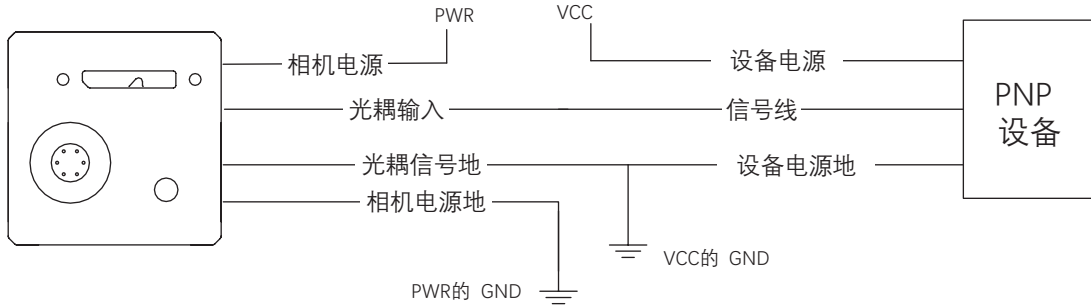 PWR
VCC
相机电源
设备电源
光耦输入
信号线
PNP
设备
光耦信号地
设备电源地
相机电源地
VCC的 GND
PWR的 GND